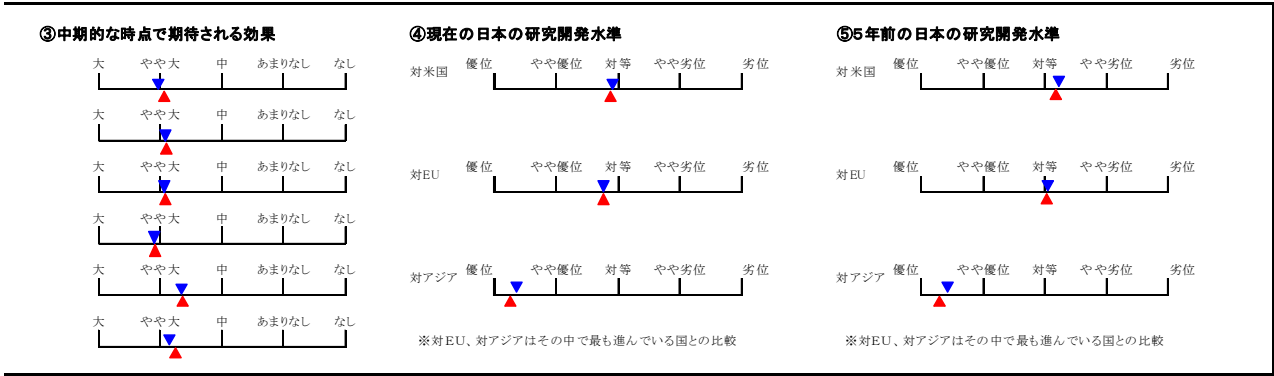 ③中期的な時点で期待される効果
大 やや大 中 あまりなし なし
大 やや大 中 あまりなし なし
大 やや大 中 あまりなし なし
大 やや大 中 あまりなし なし
大 やや大 中 あまりなし なし
大 やや大 中 あまりなし なし
④現在の日本の研究開発水準
対米国 優位 やや優位 対等 やや劣位 劣位
対EU 優位 やや優位 対等 やや劣位 劣位
対アジア 優位 やや優位 対等 やや劣位 劣位
※対EU、対アジアはその中で最も進んでいる国との比較
⑤5年前の日本の研究開発水準
対米国 優位 やや優位 対等 やや劣位 劣位
対EU 優位 やや優位 対等 やや劣位 劣位
対アジア 優位 やや優位 対等 やや劣位 劣位
※対EU、対アジアはその中で最も進んでいる国との比較